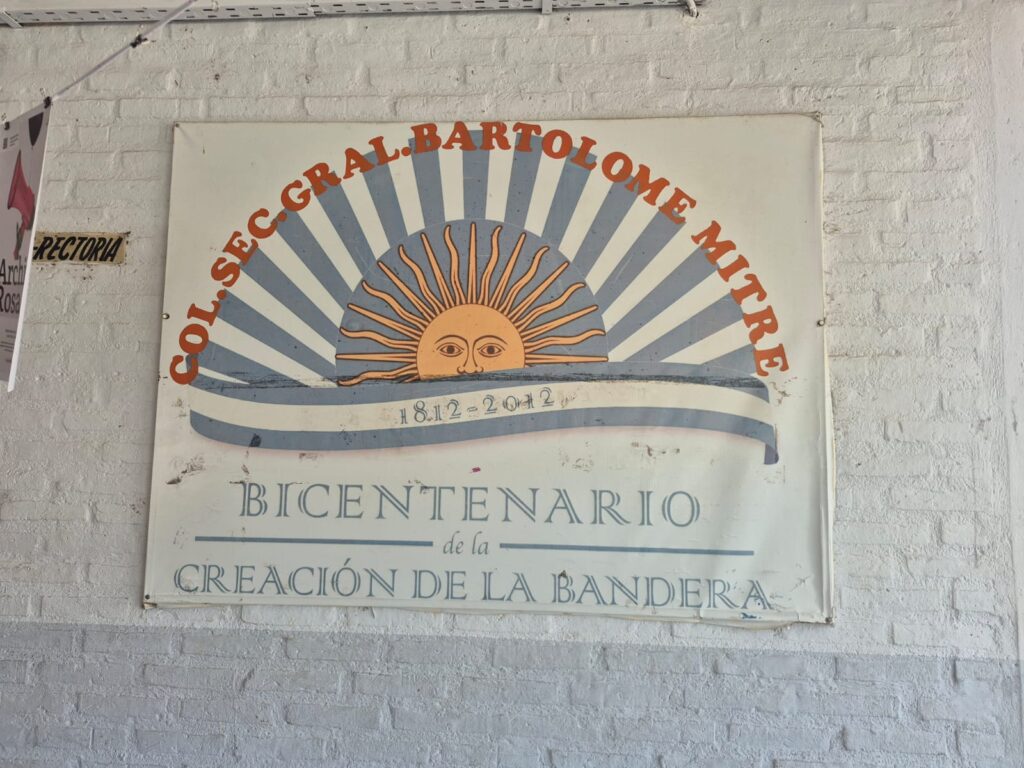 COL.SEC.GRAL.BARTOLOME MITRE
RECTORIA
1812-2012
BICENTENARIO
de la
CREACIÓN DE LA BANDERA